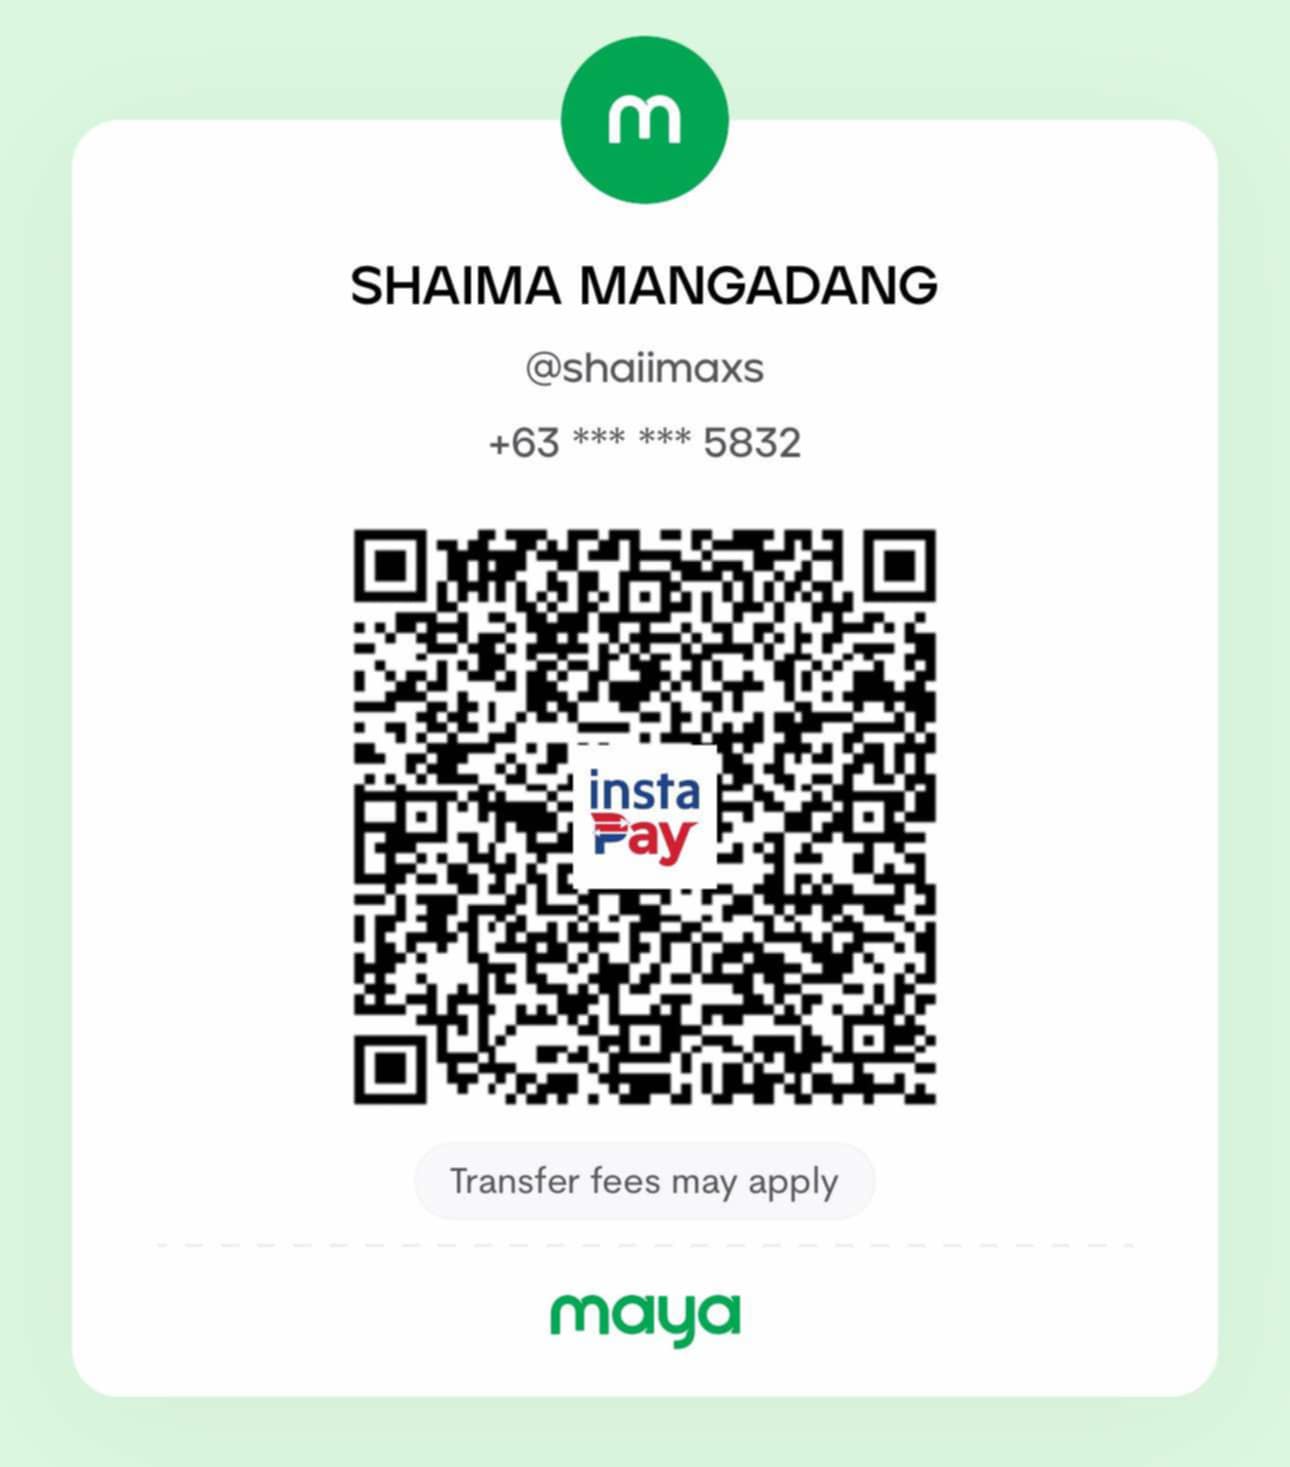 m
SHAIMA MANGADANG
@shaiimaxs
+63 *** *** 5832
insta
Pay
Transfer fees may apply
maya